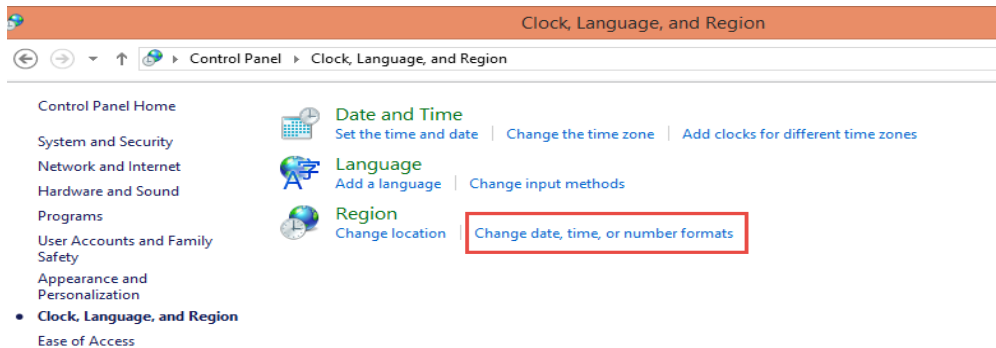 Clock, Language, and Region
Control Panel Clock, Language, and Region
Control Panel Home
System and Security
Network and Internet
Hardware and Sound
Programs
User Accounts and Family
Safety
Appearance and
Personalization
Clock, Language, and Region
Ease of Access
Date and Time
Set the time and date Change the time zone Add clocks for different time zones
Language
Add a language Change input methods
Region
Change location Change date, time, or number formats